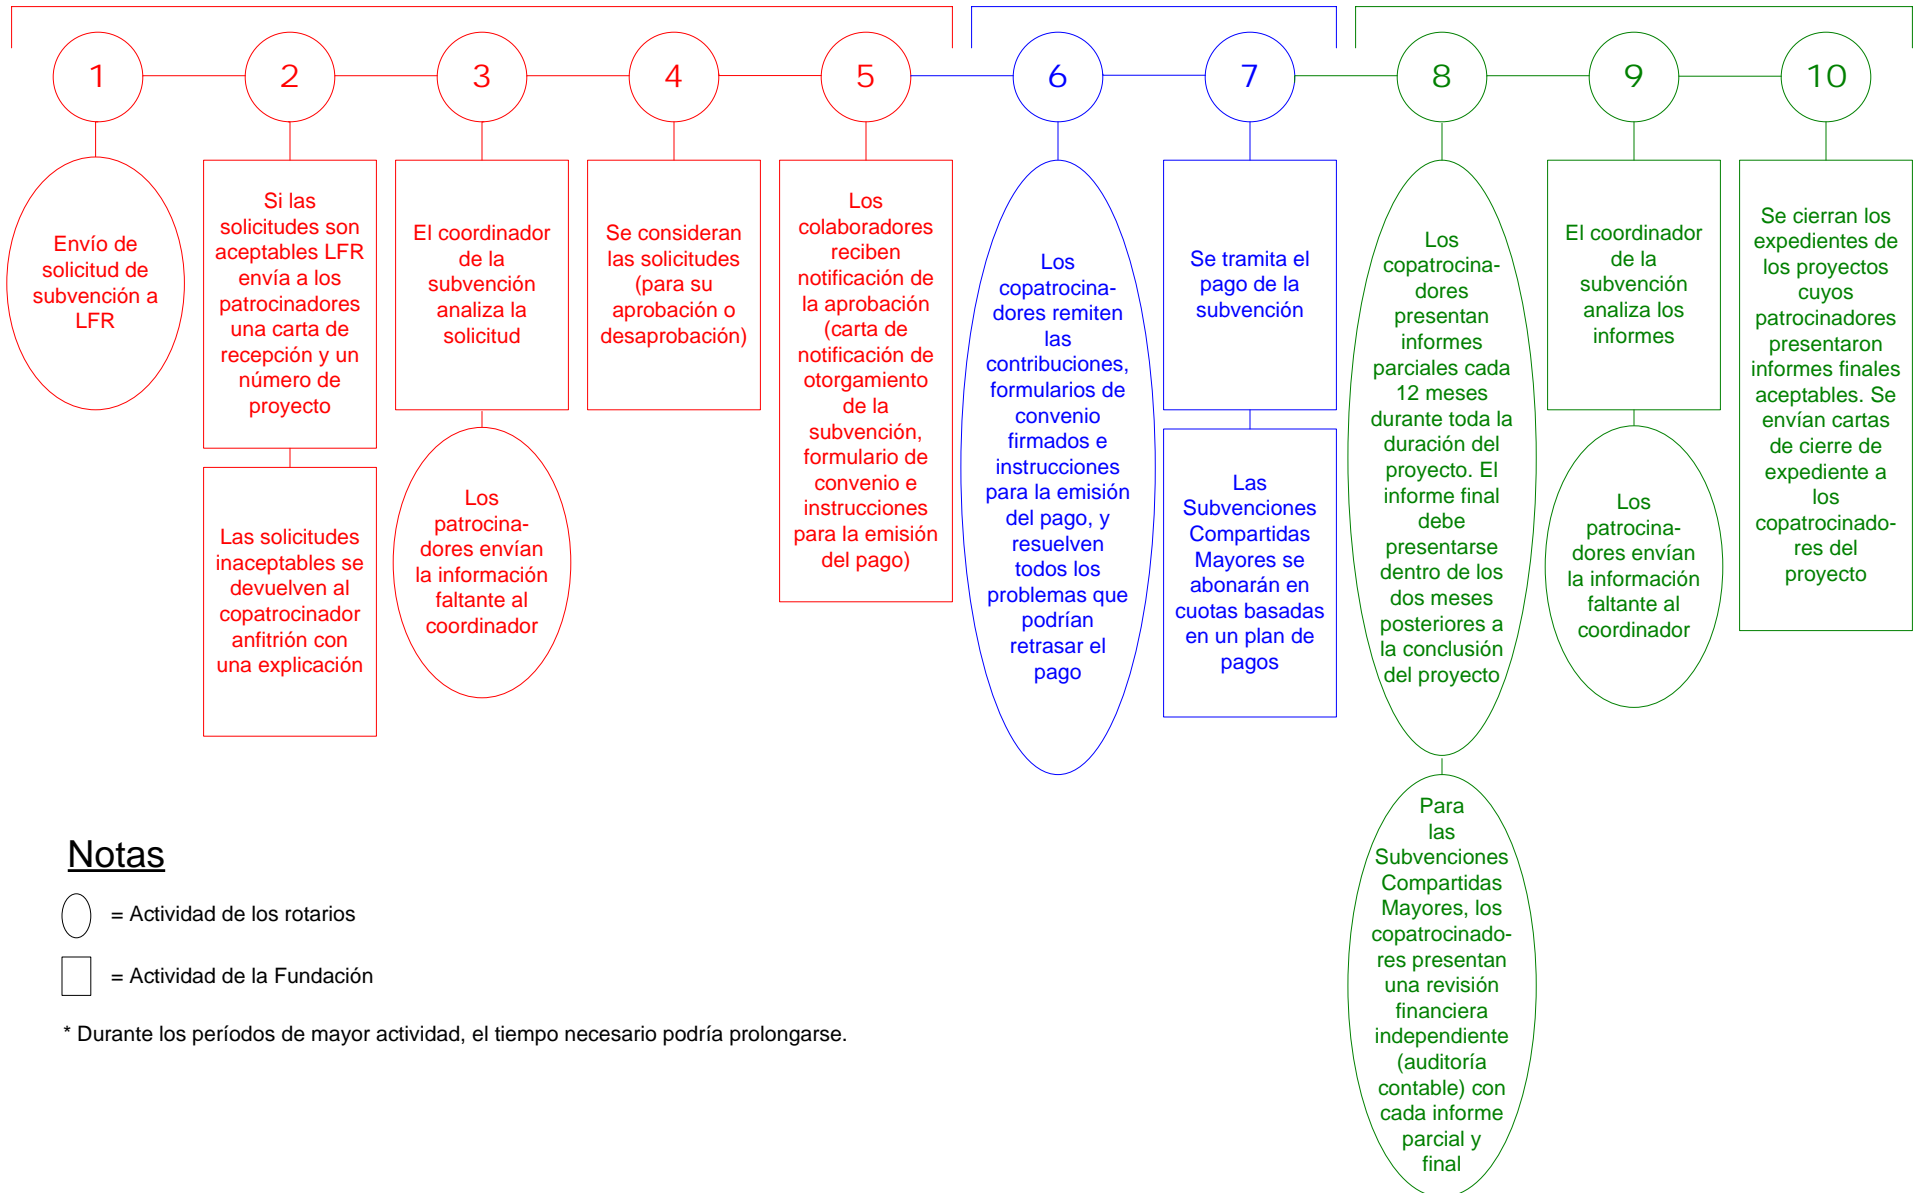 1
2
3
4
5
6
7
8
9
10
Envío de
solicitud de
subvención a
LFR
Si las
solicitudes son
aceptables LFR
envía a los
patrocinadores
una carta de
recepción y un
número de
proyecto
Las solicitudes
inaceptables se
devuelven al
copatrocinador
anfitrión con
una explicación
El coordinador
de la
subvención
analiza la
solicitud
Los
patrocina-
dores envían
la información
faltante al
coordinador
Se consideran
las solicitudes
(para su
aprobación o
desaprobación)
Los
colaboradores
reciben
notificación de
la aprobación
(carta de
notificación de
otorgamiento
de la
subvención,
formulario de
convenio e
instrucciones
para la emisión
del pago)
Los
copatrocina-
dores remiten
las
contribuciones,
formularios de
convenio
firmados e
instrucciones
para la emisión
del pago, y
resuelven
todos los
problemas que
podrían
retrasar el
pago
Se tramita el
pago de la
subvención
Las
Subvenciones
Compartidas
Mayores se
abonarán en
cuotas basadas
en un plan de
pagos
Los
copatrocina-
dores
presentan
informes
parciales cada
12 meses
durante toda la
duración del
proyecto. El
informe final
debe
presentarse
dentro de los
dos meses
posteriores a
la conclusión
del proyecto
Para
las
Subvenciones
Compartidas
Mayores, los
copatrocinado-
res presentan
una revisión
financiera
independiente
(auditoría
contable) con
cada informe
parcial y
final
El coordinador
de la
subvención
analiza los
informes
Los
patrocina-
dores envían
la información
faltante al
coordinador
Se cierran los
expedientes de
los proyectos
cuyos
patrocinadores
presentaron
informes finales
aceptables. Se
envían cartas
de cierre de
expediente a
los
copatrocinado-
res del
proyecto
Notas
= Actividad de los rotarios
= Actividad de la Fundación
* Durante los períodos de mayor actividad, el tiempo necesario podría prolongarse.